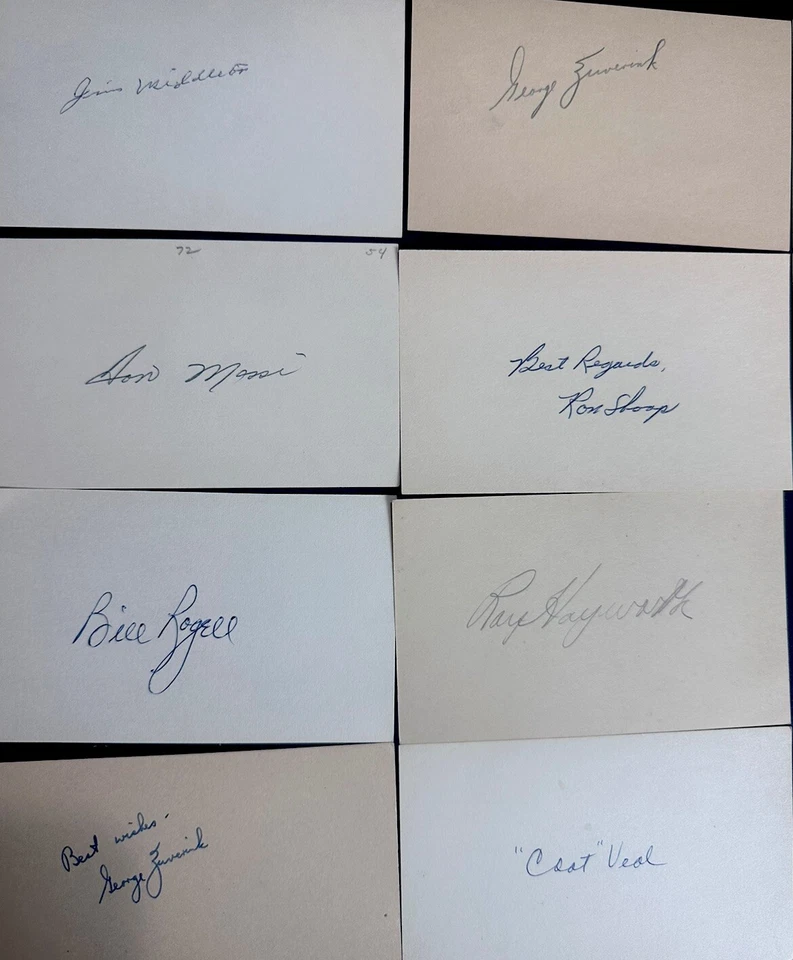 Jim Middleton
George Zuverink
72 54
Don Mossi
Best Regards,
Ron Shoop
Bill Rogell
Ray Hayworth
Best wishes-
George Zuverink
"Coot" Veal